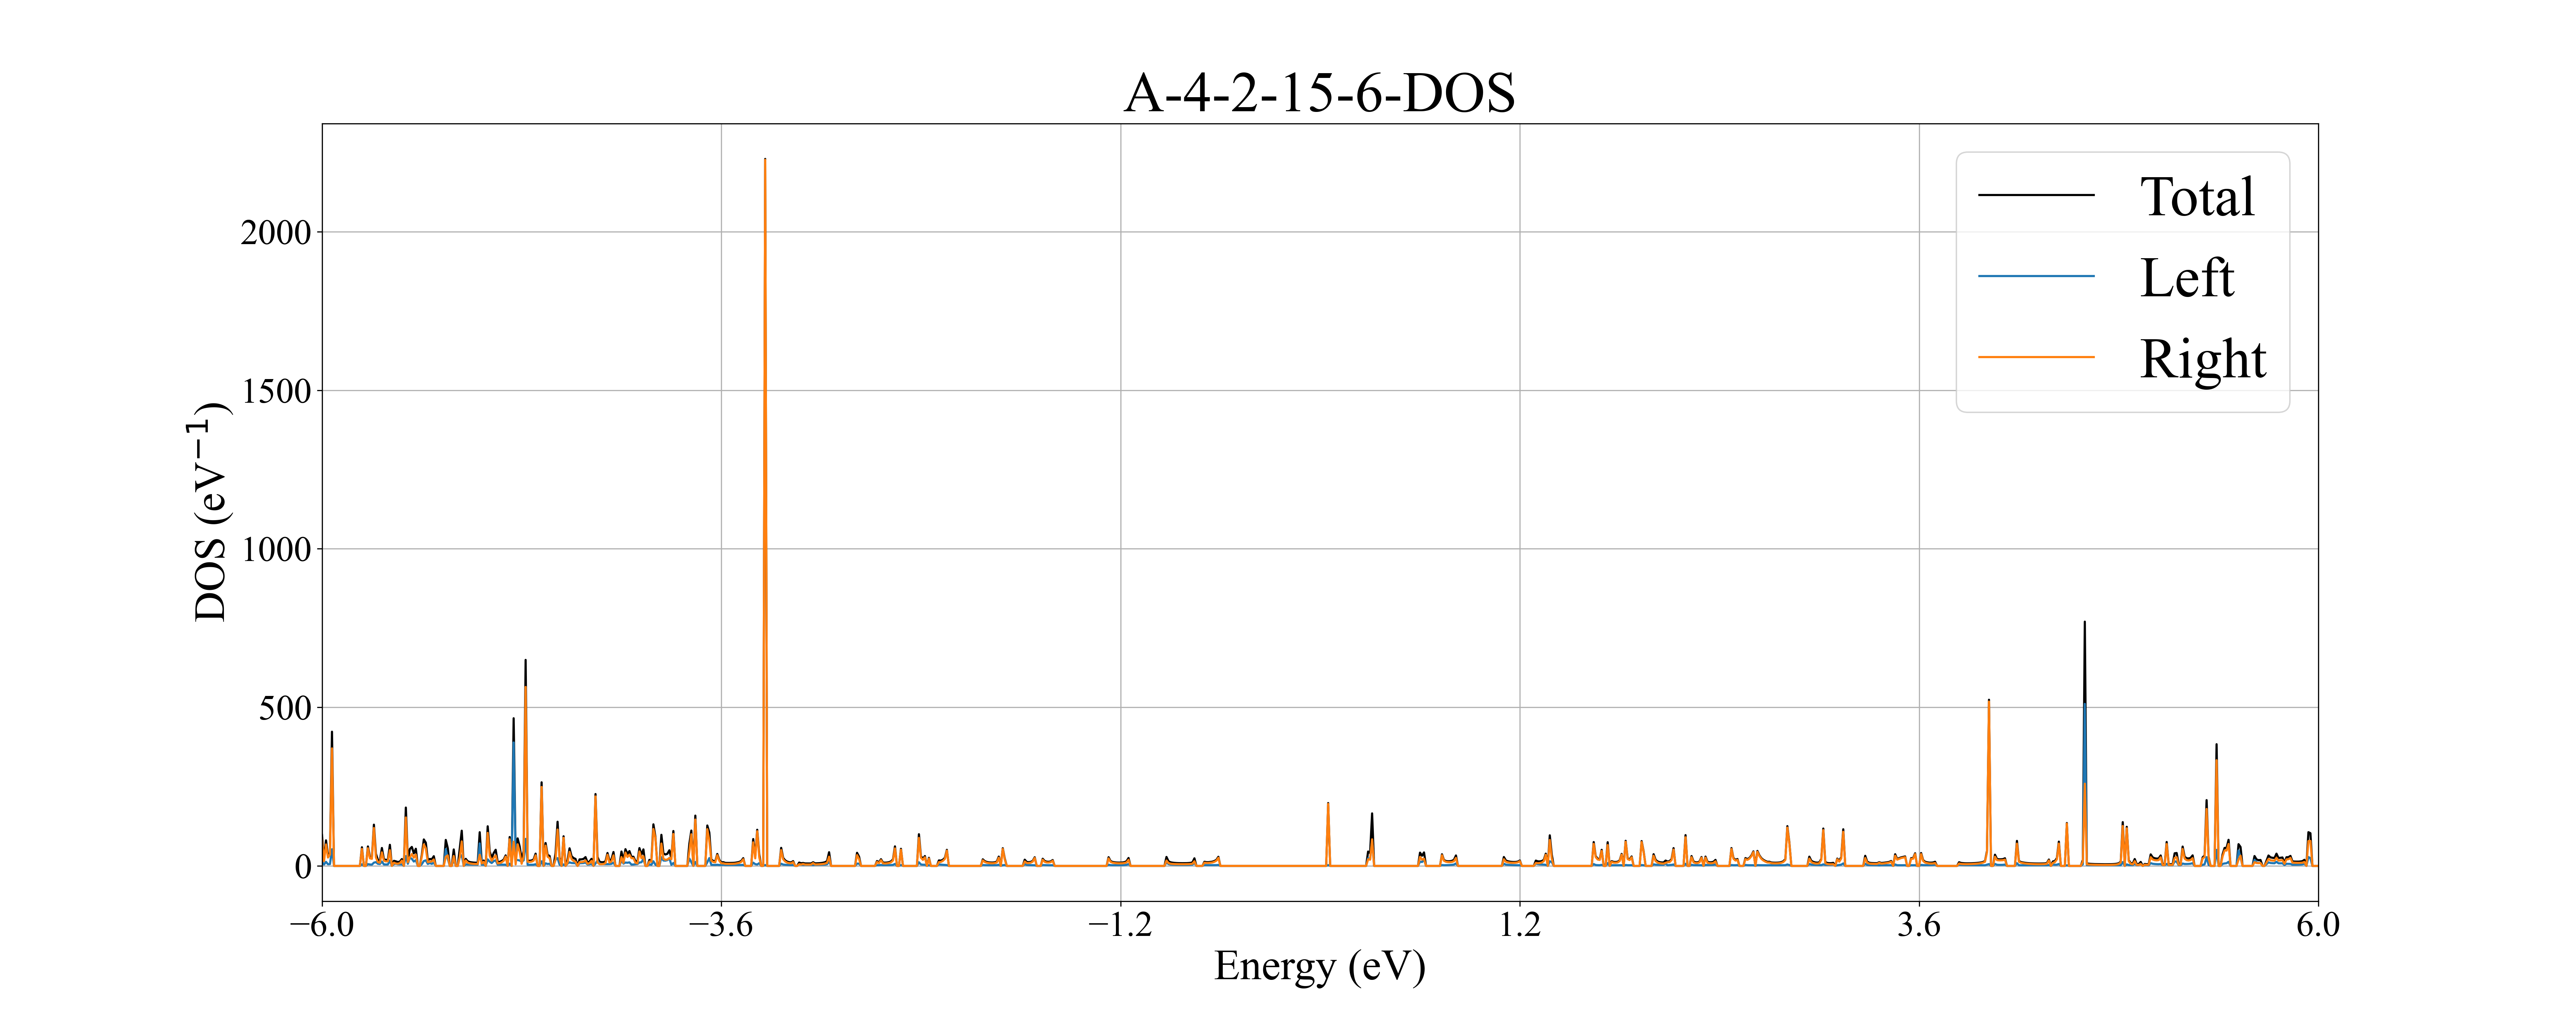 A-4-2-15-6-DOS
Total
Left
Right
DOS (eV⁻¹)
2000
1500
1000
500
0
−6.0 −3.6 −1.2 1.2 3.6 6.0
Energy (eV)